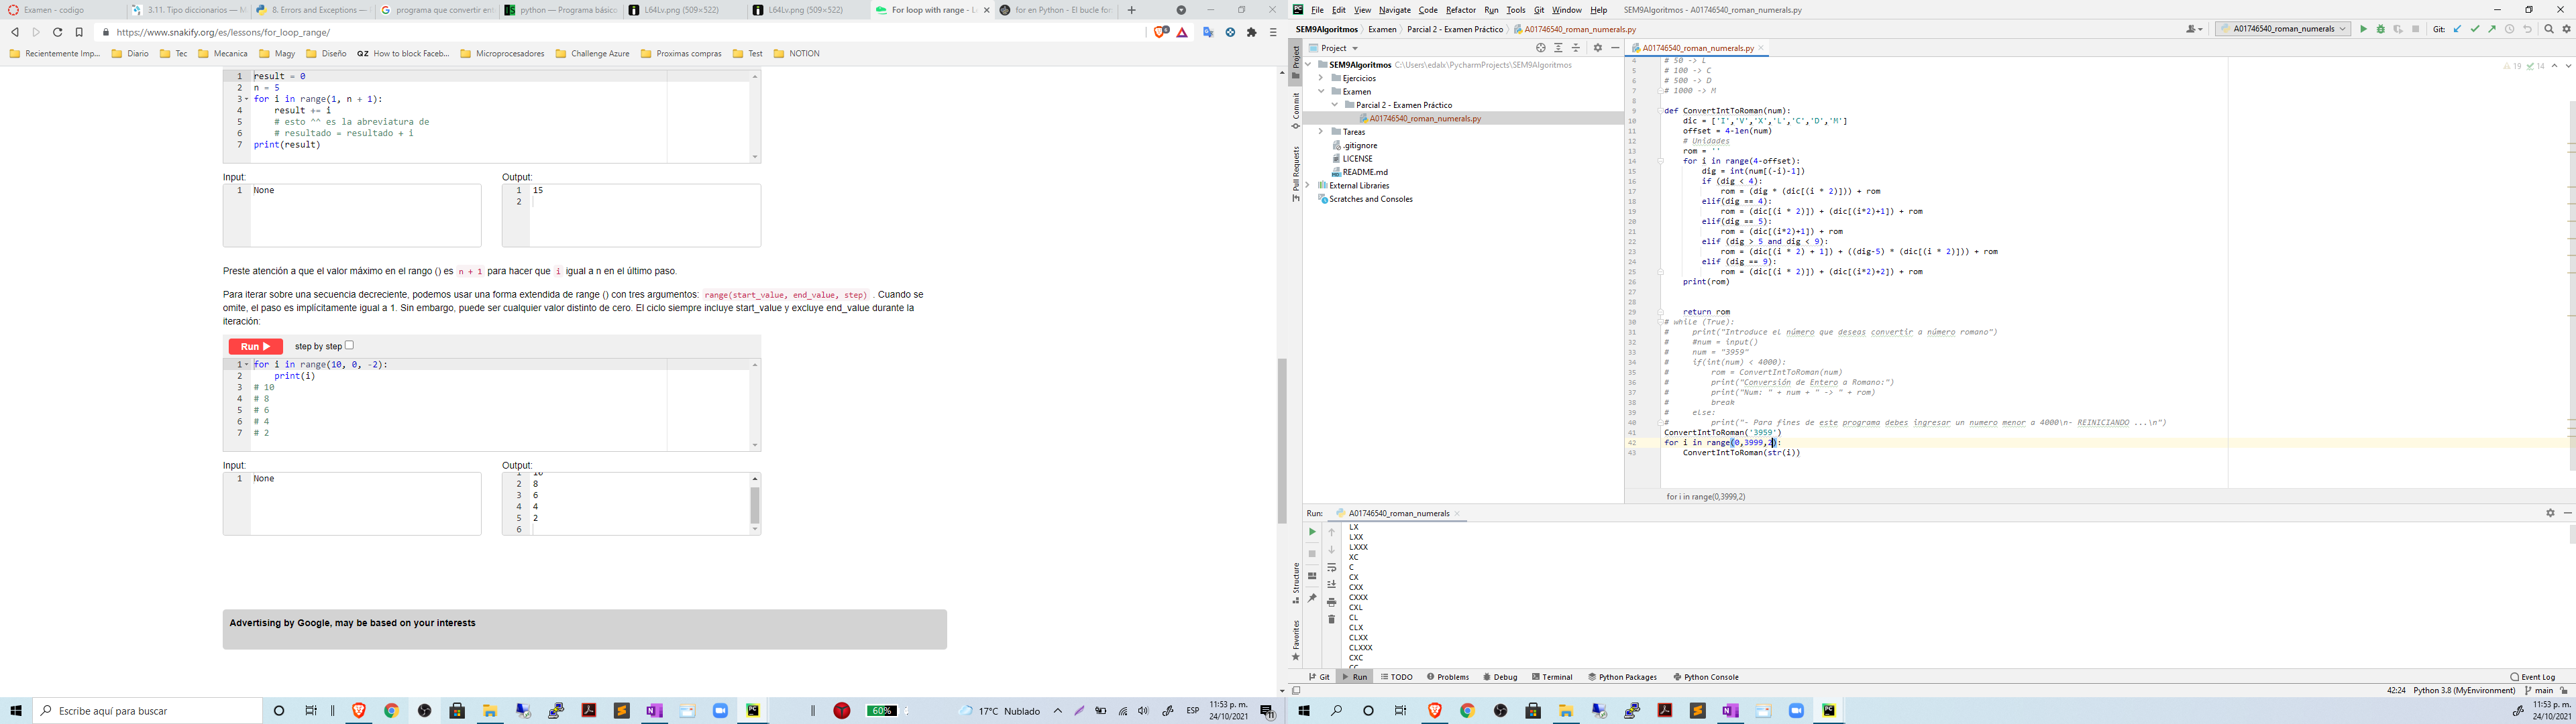 Examen - codigo
3.11. Tipo diccionarios — M
8. Errors and Exceptions —
programa que convertir ent
python — Programa básico
L64Lv.png (509×522)
L64Lv.png (509×522)
For loop with range - Le
for en Python - El bucle for
https://www.snakify.org/es/lessons/for_loop_range/
Recientemente Imp...
Diario
Tec
Mecanica
Magy
Diseño
QZ How to block Faceb...
Microprocesadores
Challenge Azure
Proximas compras
Test
NOTION
1 result = 0
2 n = 5
3 for i in range(1, n + 1):
4 result += i
5 # esto ^^ es la abreviatura de
6 # resultado = resultado + i
7 print(result)
Input:
1 None
Output:
1 15
2
Preste atención a que el valor máximo en el rango () es n + 1 para hacer que i igual a n en el último paso.
Para iterar sobre una secuencia decreciente, podemos usar una forma extendida de range () con tres argumentos: range(start_value, end_value, step) . Cuando se
omite, el paso es implícitamente igual a 1. Sin embargo, puede ser cualquier valor distinto de cero. El ciclo siempre incluye start_value y excluye end_value durante la
iteración:
Run
step by step
1 for i in range(10, 0, -2):
2 print(i)
3 # 10
4 # 8
5 # 6
6 # 4
7 # 2
Input:
1 None
Output:
1 10
2 8
3 6
4 4
5 2
6
Advertising by Google, may be based on your interests
Escribe aquí para buscar
60%
17°C Nublado
ESP
11:53 p. m.
24/10/2021
File Edit View Navigate Code Refactor Run Tools Git Window Help
SEM9Algoritmos - A01746540_roman_numerals.py
SEM9Algoritmos
Examen
Parcial 2 - Examen Práctico
A01746540_roman_numerals.py
A01746540_roman_numerals
Git:
Project
SEM9Algoritmos C:\Users\edalx\PycharmProjects\SEM9Algoritmos
Ejercicios
Examen
Parcial 2 - Examen Práctico
A01746540_roman_numerals.py
Tareas
.gitignore
LICENSE
README.md
External Libraries
Scratches and Consoles
Project
Commit
Pull Requests
Structure
Favorites
A01746540_roman_numerals.py
19
14
4 # 50 -> L
5 # 100 -> C
6 # 500 -> D
7 # 1000 -> M
8
9 def ConvertIntToRoman(num):
10 dic = ['I','V','X','L','C','D','M']
11 offset = 4-len(num)
12 # Unidades
13 rom = ''
14 for i in range(4-offset):
15 dig = int(num[(-i)-1])
16 if (dig < 4):
17 rom = (dig * (dic[(i * 2)])) + rom
18 elif(dig == 4):
19 rom = (dic[(i * 2)]) + (dic[(i*2)+1]) + rom
20 elif(dig == 5):
21 rom = (dic[(i*2)+1]) + rom
22 elif (dig > 5 and dig < 9):
23 rom = (dic[(i * 2) + 1]) + ((dig-5) * (dic[(i * 2)])) + rom
24 elif (dig == 9):
25 rom = (dic[(i * 2)]) + (dic[(i*2)+2]) + rom
26 print(rom)
27
28
29 return rom
30 # while (True):
31 # print("Introduce el número que deseas convertir a número romano")
32 # #num = input()
33 # num = "3959"
34 # if(int(num) < 4000):
35 # rom = ConvertIntToRoman(num)
36 # print("Conversión de Entero a Romano:")
37 # print("Num: " + num + " -> " + rom)
38 # break
39 # else:
40 # print("- Para fines de este programa debes ingresar un numero menor a 4000\n- REINICIANDO ...\n")
41 ConvertIntToRoman('3959')
42 for i in range(0,3999,2):
43 ConvertIntToRoman(str(i))
for i in range(0,3999,2)
Run:
A01746540_roman_numerals
LX
LXX
LXXX
XC
C
CX
CXX
CXXX
CXL
CL
CLX
CLXX
CLXXX
CXC
CC
Git
Run
TODO
Problems
Debug
Terminal
Python Packages
Python Console
Event Log
42:24 Python 3.8 (MyEnvironment) main
11:53 p. m.
24/10/2021